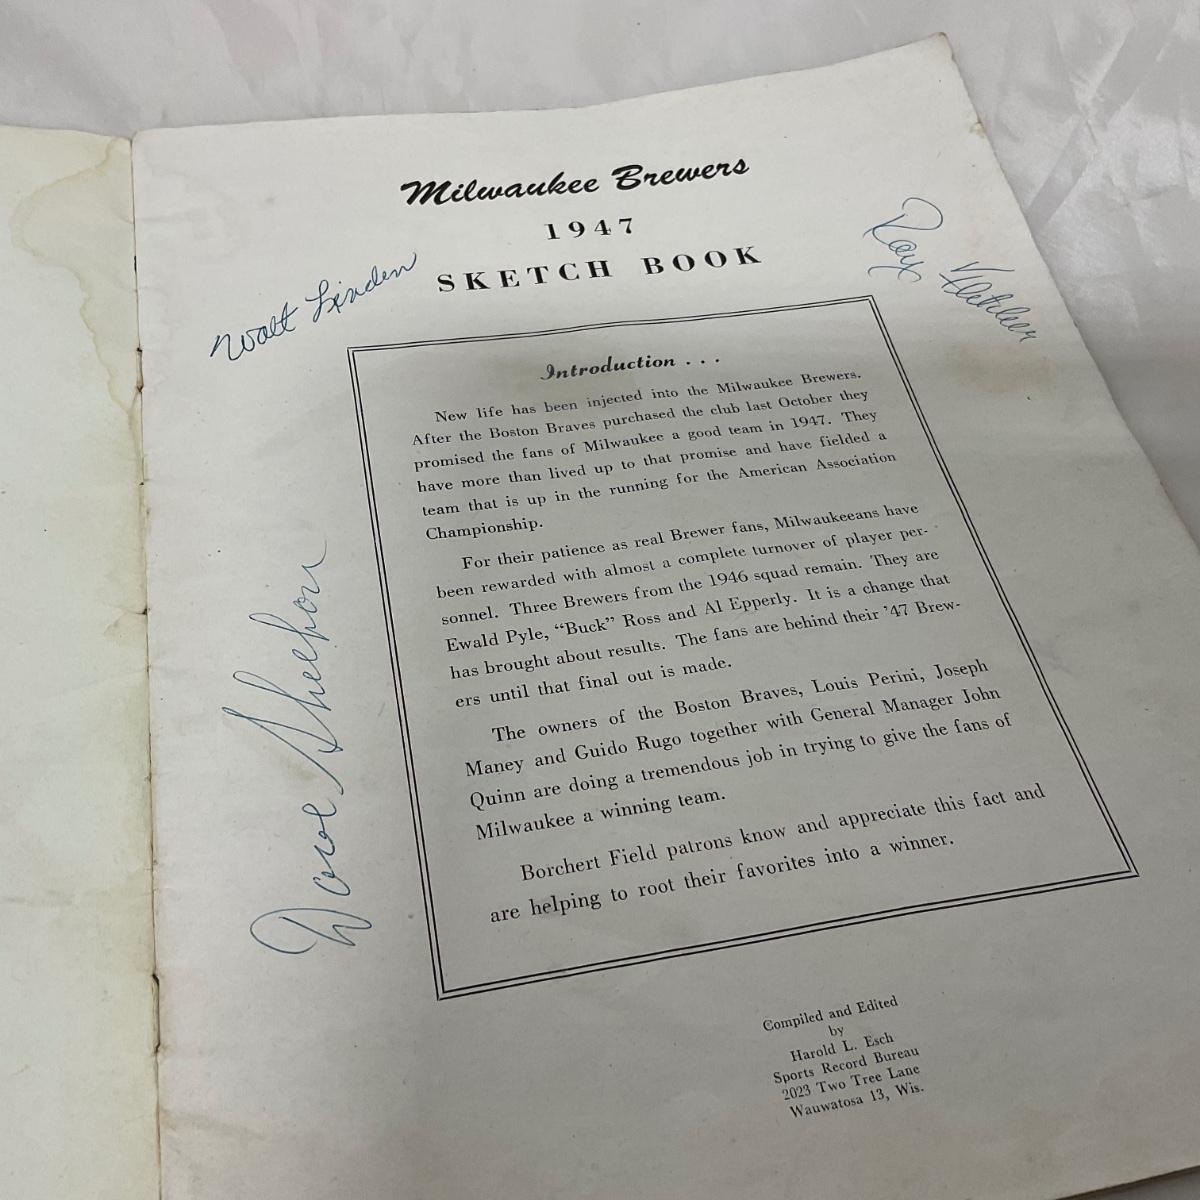 Milwaukee Brewers
1947
SKETCH BOOK
Walt Linden
Ray Fletcher
Introduction . . .
New life has been injected into the Milwaukee Brewers.
After the Boston Braves purchased the club last October they
promised the fans of Milwaukee a good team in 1947. They
have more than lived up to that promise and have fielded a
team that is up in the running for the American Association
Championship.
For their patience as real Brewer fans, Milwaukeeans have
been rewarded with almost a complete turnover of player per-
sonnel. Three Brewers from the 1946 squad remain. They are
Ewald Pyle, “Buck” Ross and Al Epperly. It is a change that
has brought about results. The fans are behind their ’47 Brew-
ers until that final out is made.
The owners of the Boston Braves, Louis Perini, Joseph
Maney and Guido Rugo together with General Manager John
Quinn are doing a tremendous job in trying to give the fans of
Milwaukee a winning team.
Borchert Field patrons know and appreciate this fact and
are helping to root their favorites into a winner.
Compiled and Edited
by
Harold L. Esch
Sports Record Bureau
2023 Two Tree Lane
Wauwatosa 13, Wis.